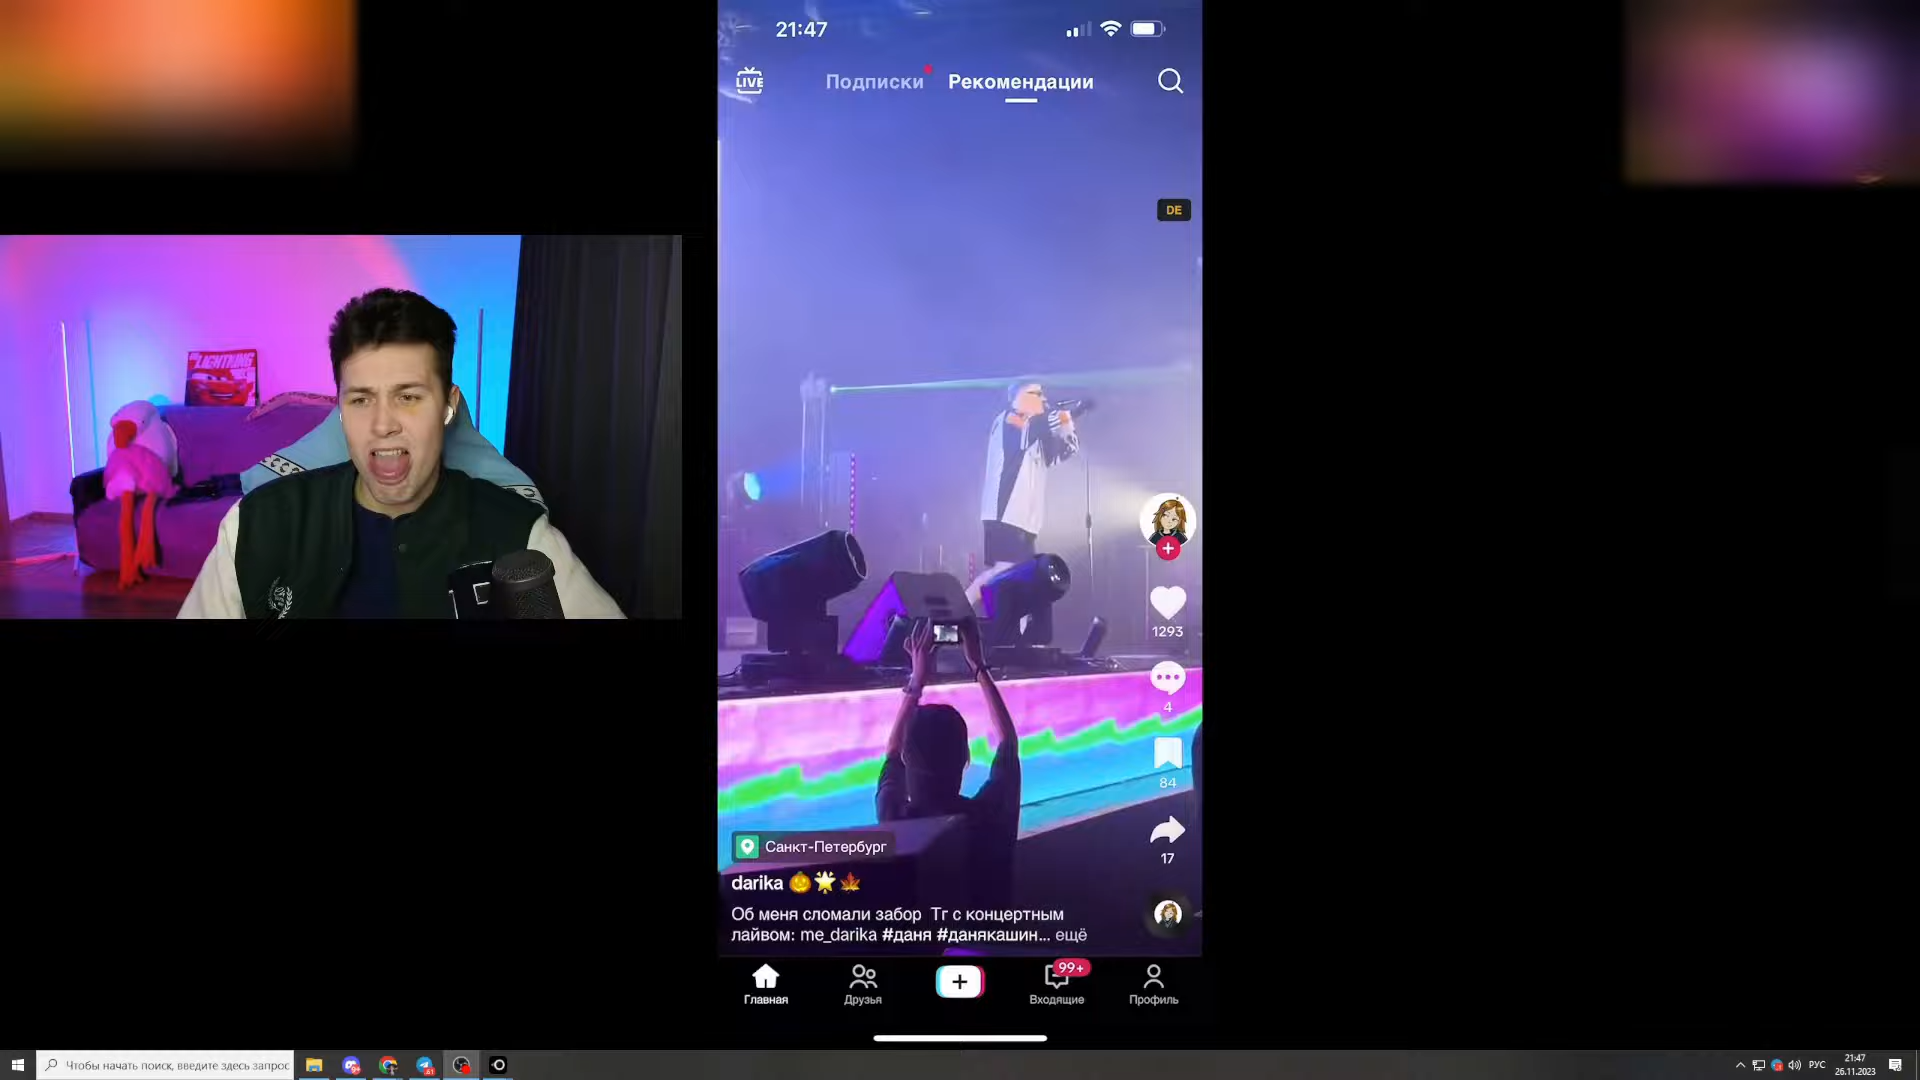 21:47
LIVE
Подписки
Рекомендации
DE
LIGHTNING
1293
4
84
17
Санкт-Петербург
darika
Об меня сломали забор Тг с концертным
лайвом: me_darika #даня #данякашин... ещё
Главная
Друзья
99+
Входящие
Профиль
Чтобы начать поиск, введите здесь запрос
РУС
21:47
26.11.2023